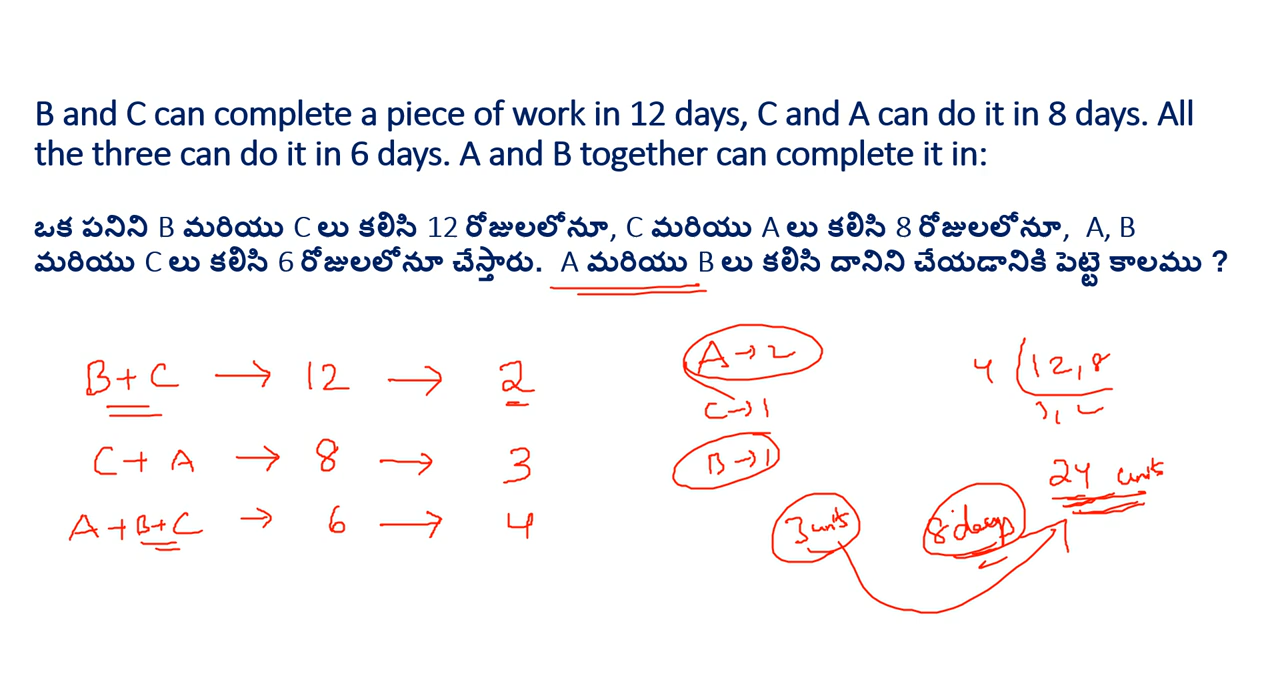 B and C can complete a piece of work in 12 days, C and A can do it in 8 days. All
the three can do it in 6 days. A and B together can complete it in:
ఒక పనిని B మరియు C లు కలిసి 12 రోజులలోనూ, C మరియు A లు కలిసి 8 రోజులలోనూ, A, B
మరియు C లు కలిసి 6 రోజులలోనూ చేస్తారు. A మరియు B లు కలిసి దానిని చేయడానికి పెట్టె కాలము ?
B+C → 12 → 2
C+A → 8 → 3
A+B+C → 6 → 4
A→2
C→1
B→1
4 12, 8
3, 2
24 units
3 units
8 days